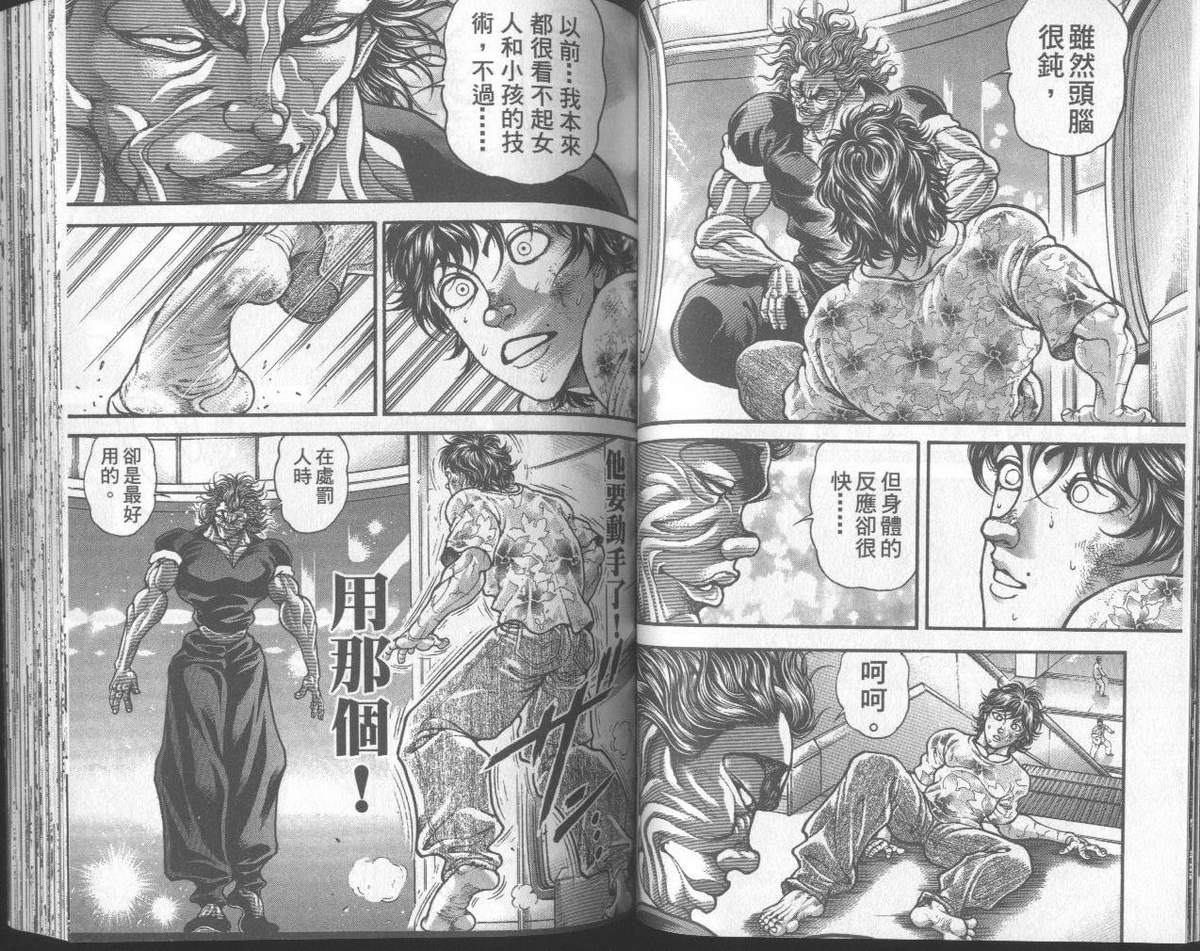 雖然頭腦
很鈍，
但身體的
反應卻很
快……
呵呵。
以前…我本來
都很看不起女
人和小孩的技
術，不過……
他要動手了！
ザッ…
在處罰
人時
卻是最好
用的。
用那個！